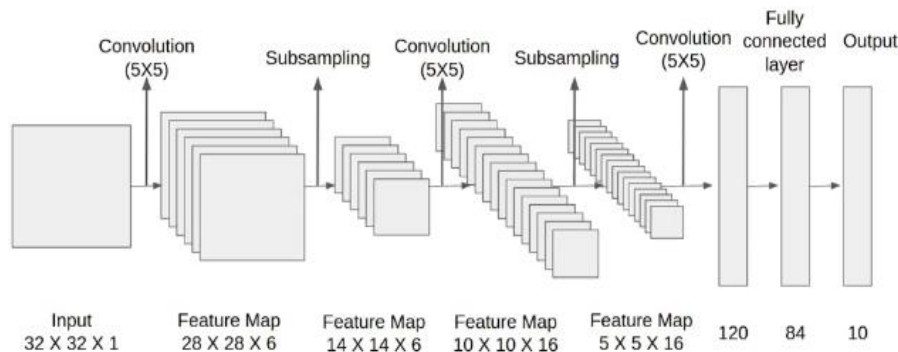 Convolution
(5X5)
Subsampling
Convolution
(5X5)
Subsampling
Convolution
(5X5)
Fully
connected
layer
Output
Input
32 X 32 X 1
Feature Map
28 X 28 X 6
Feature Map
14 X 14 X 6
Feature Map
10 X 10 X 16
Feature Map
5 X 5 X 16
120
84
10